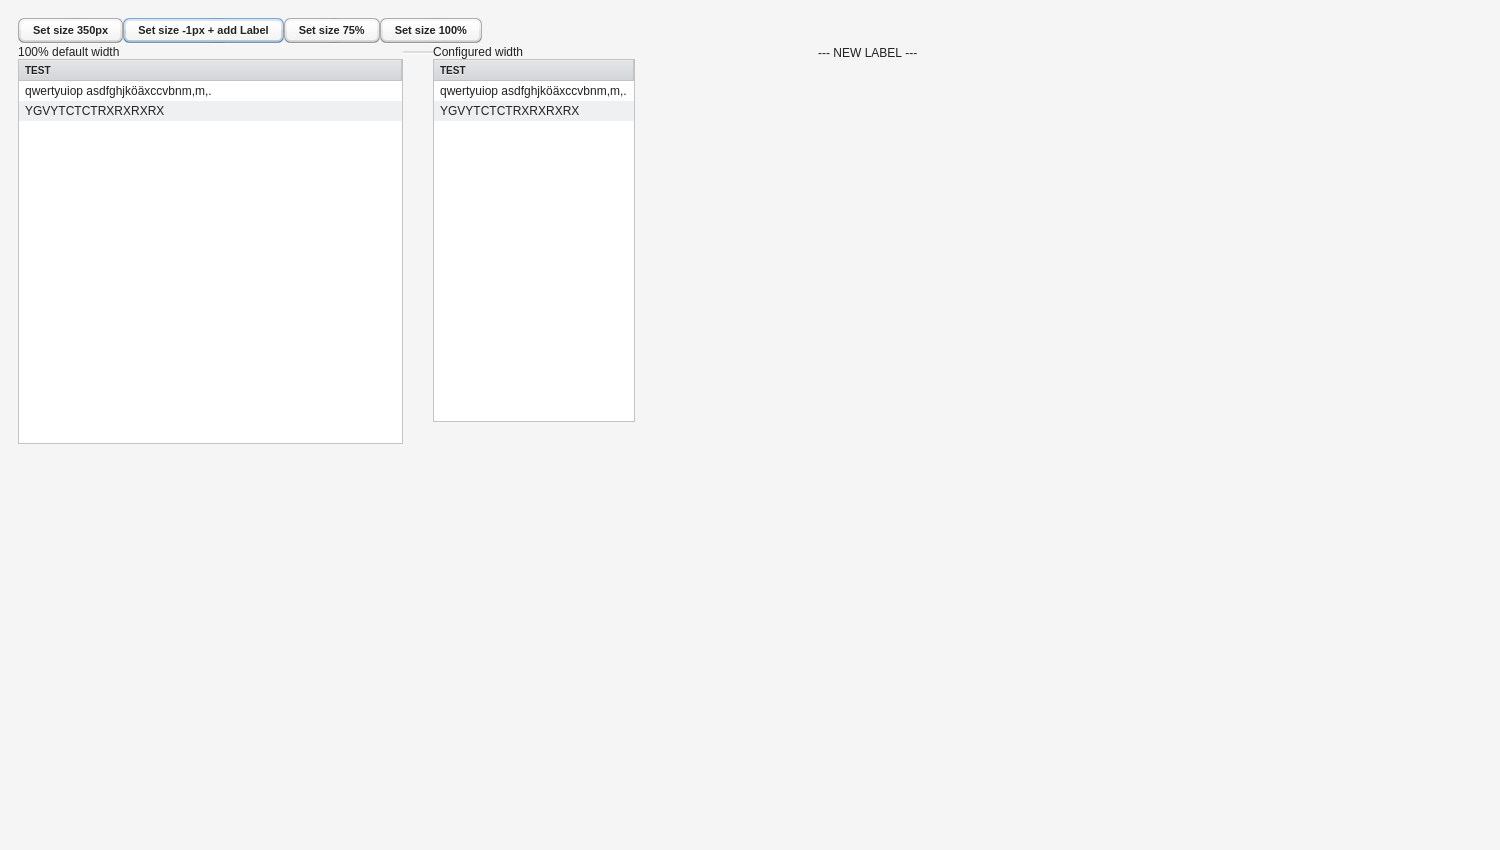 Set size 350px Set size -1px + add Label Set size 75% Set size 100%
100% default width Configured width --- NEW LABEL ---
TEST TEST
qwertyuiop asdfghjköäxccvbnm,m,. qwertyuiop asdfghjköäxccvbnm,m,.
YGVYTCTCTRXRXRXRX YGVYTCTCTRXRXRXRX